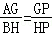 AG/BH = GP/HP